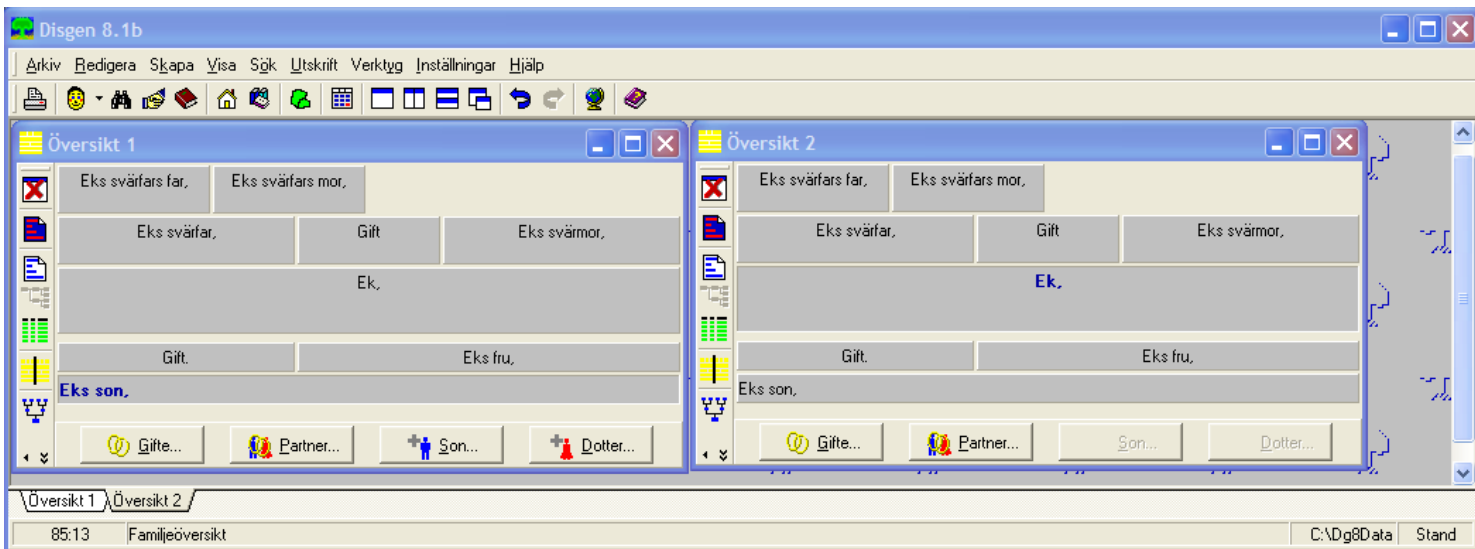 Disgen 8.1b
Arkiv Redigera Skapa Visa Sök Utskrift Verktyg Inställningar Hjälp
Översikt 1
Eks svärfars far, Eks svärfars mor,
Eks svärfar, Gift Eks svärmor,
Ek,
Gift. Eks fru,
Eks son,
Gifte... Partner... Son... Dotter...
Översikt 2
Eks svärfars far, Eks svärfars mor,
Eks svärfar, Gift Eks svärmor,
Ek,
Gift. Eks fru,
Eks son,
Gifte... Partner... Son... Dotter...
Översikt 1 Översikt 2
85:13 Familjeöversikt C:\Dg8Data Stand